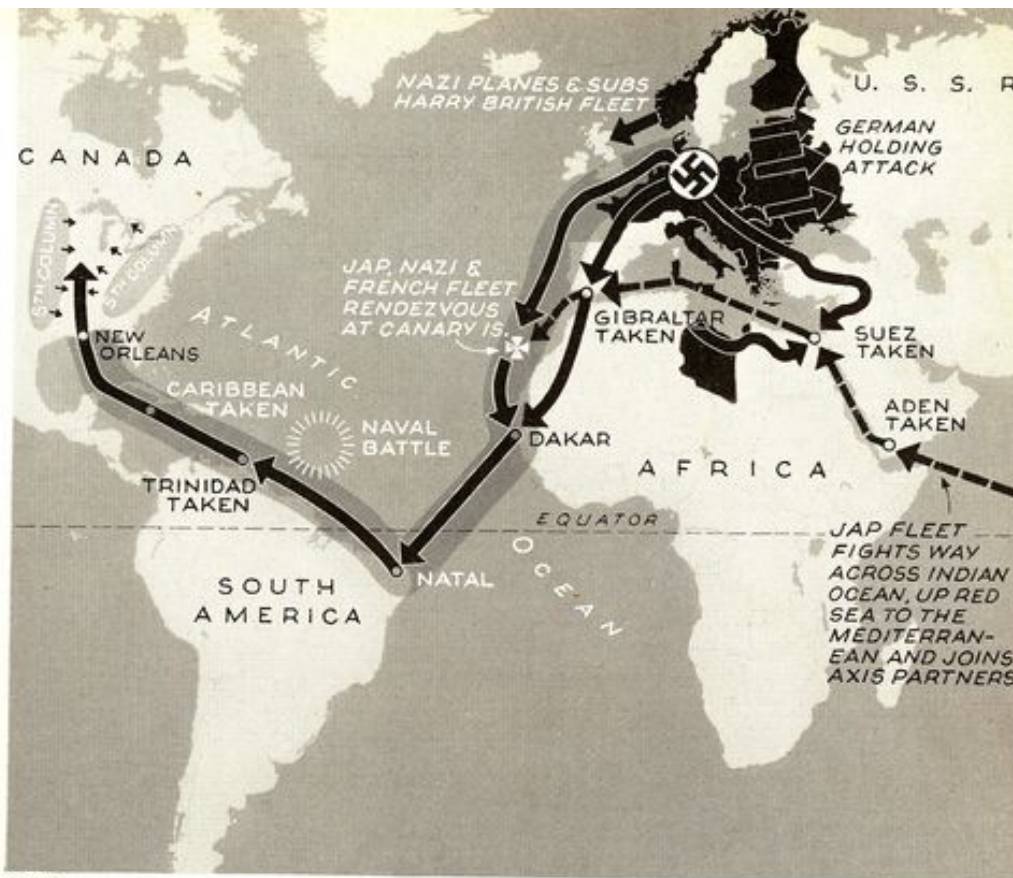 NAZI PLANES & SUBS
HARRY BRITISH FLEET
U. S. S. R
GERMAN
HOLDING
ATTACK
CANADA
5TH COLUMN
5TH COLUMN
JAP, NAZI &
FRENCH FLEET
RENDEZVOUS
AT CANARY IS.
ATLANTIC
GIBRALTAR
TAKEN
SUEZ
TAKEN
NEW
ORLEANS
CARIBBEAN
TAKEN
NAVAL
BATTLE
DAKAR
ADEN
TAKEN
AFRICA
TRINIDAD
TAKEN
EQUATOR
OCEAN
JAP FLEET
FIGHTS WAY
ACROSS INDIAN
OCEAN, UP RED
SEA TO THE
MEDITERRAN-
EAN AND JOINS
AXIS PARTNERS
NATAL
SOUTH
AMERICA